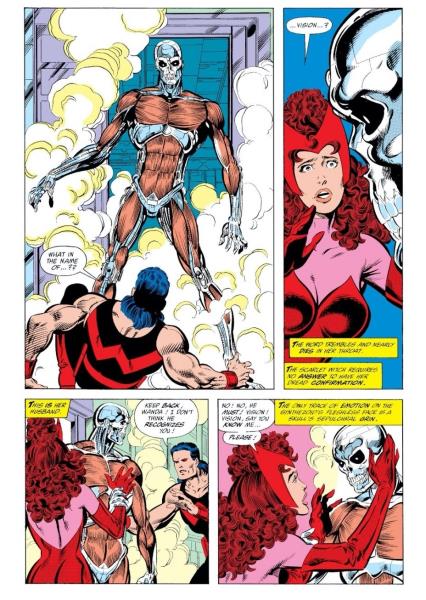 WHAT IN
THE NAME
OF...??
...VISION...?
THE WORD TREMBLES AND NEARLY
DIES IN HER THROAT.
THE SCARLET WITCH REQUIRES
NO ANSWER TO HAVE HER
DREAD CONFIRMATION.
THIS IS HER
HUSBAND.
KEEP BACK,
WANDA! I DON'T
THINK HE
RECOGNIZES
YOU!
NO! NO, HE
MUST! VISION!
VISION, SAY YOU
KNOW ME...
PLEASE!
THE ONLY TRACE OF EMOTION ON THE
SYNTHEZOID'S FLESHLESS FACE IS A
SKULL'S SEPULCHRAL GRIN.